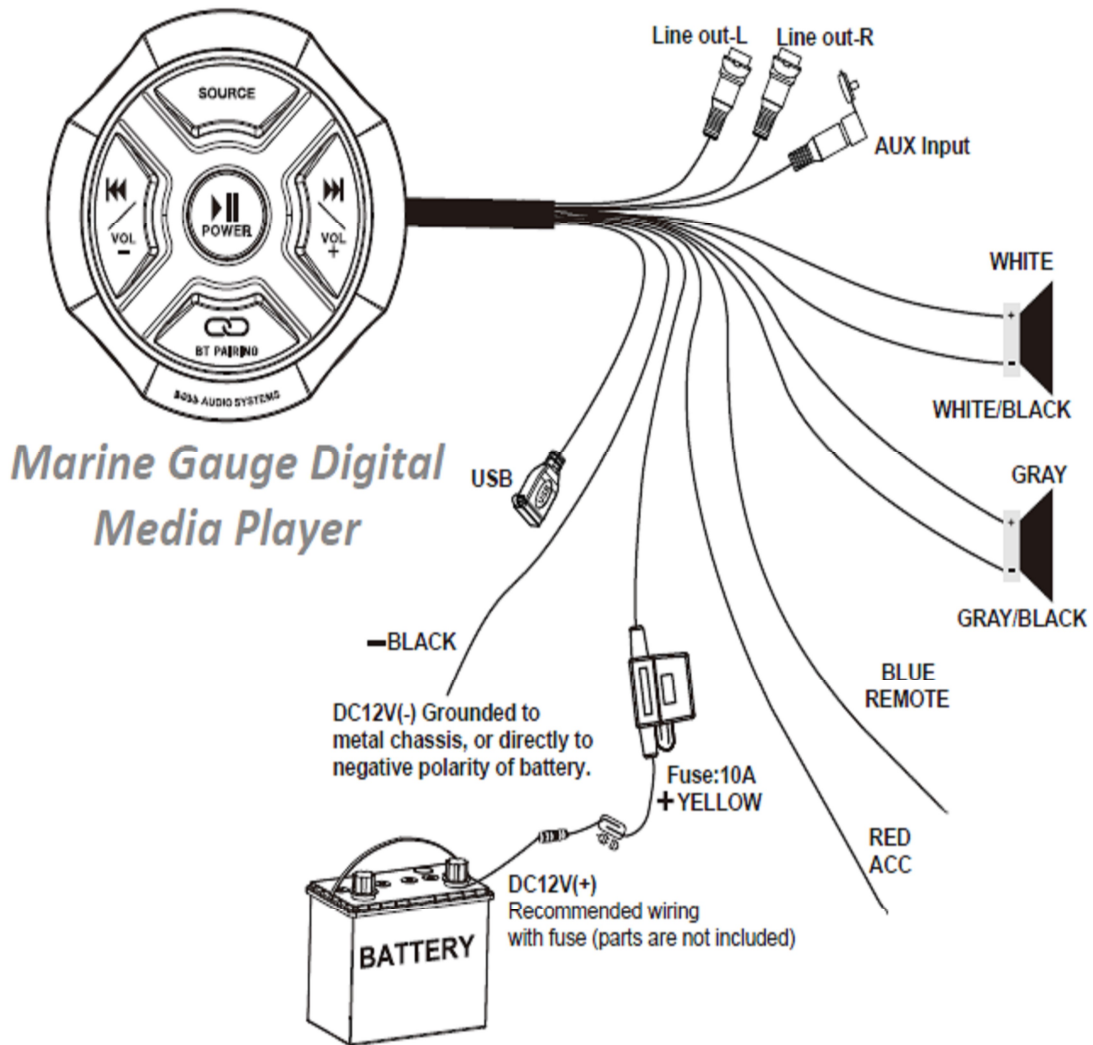 Line out-L
Line out-R
AUX Input
SOURCE
VOL
-
POWER
VOL
+
BT PAIRING
BOSS AUDIO SYSTEMS
Marine Gauge Digital
Media Player
WHITE
+
-
WHITE/BLACK
GRAY
+
-
GRAY/BLACK
USB
-BLACK
DC12V(-) Grounded to
metal chassis, or directly to
negative polarity of battery.
BLUE
REMOTE
Fuse:10A
+YELLOW
RED
ACC
DC12V(+)
Recommended wiring
with fuse (parts are not included)
BATTERY